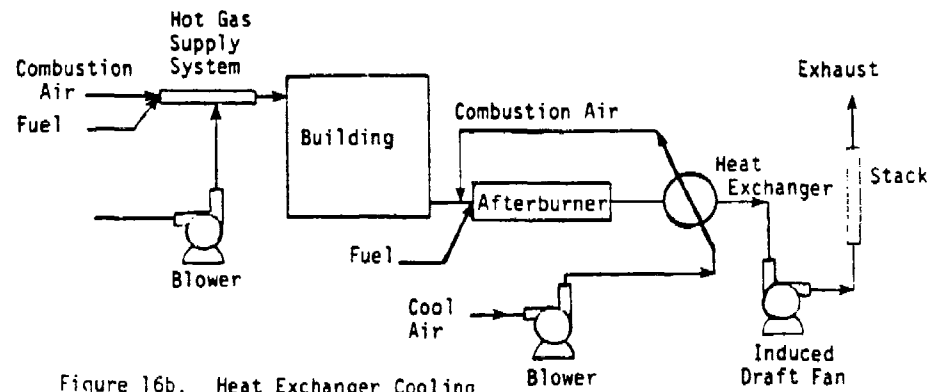 Hot Gas
Supply
System
Combustion
Air
Fuel
Building
Combustion Air
Exhaust
Heat
Exchanger
Stack
Afterburner
Fuel
Blower
Cool
Air
Blower
Induced
Draft Fan
Figure 16b. Heat Exchanger Cooling